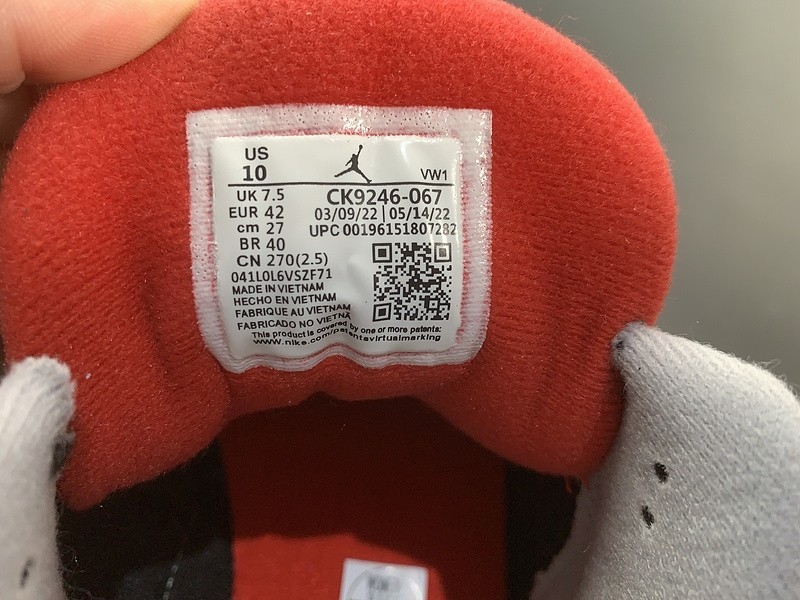 US
10
VW1
UK 7.5
CK9246-067
EUR 42
03/09/22 | 05/14/22
cm 27
UPC 00196151807282
BR 40
CN 270(2.5)
041L0L6VSZF71
MADE IN VIETNAM
HECHO EN VIETNAM
FABRIQUE AU VIETNAM
FABRICADO NO VIETNÃ
This product is covered by one or more patents:
www.nike.com/patentsvirtualmarking